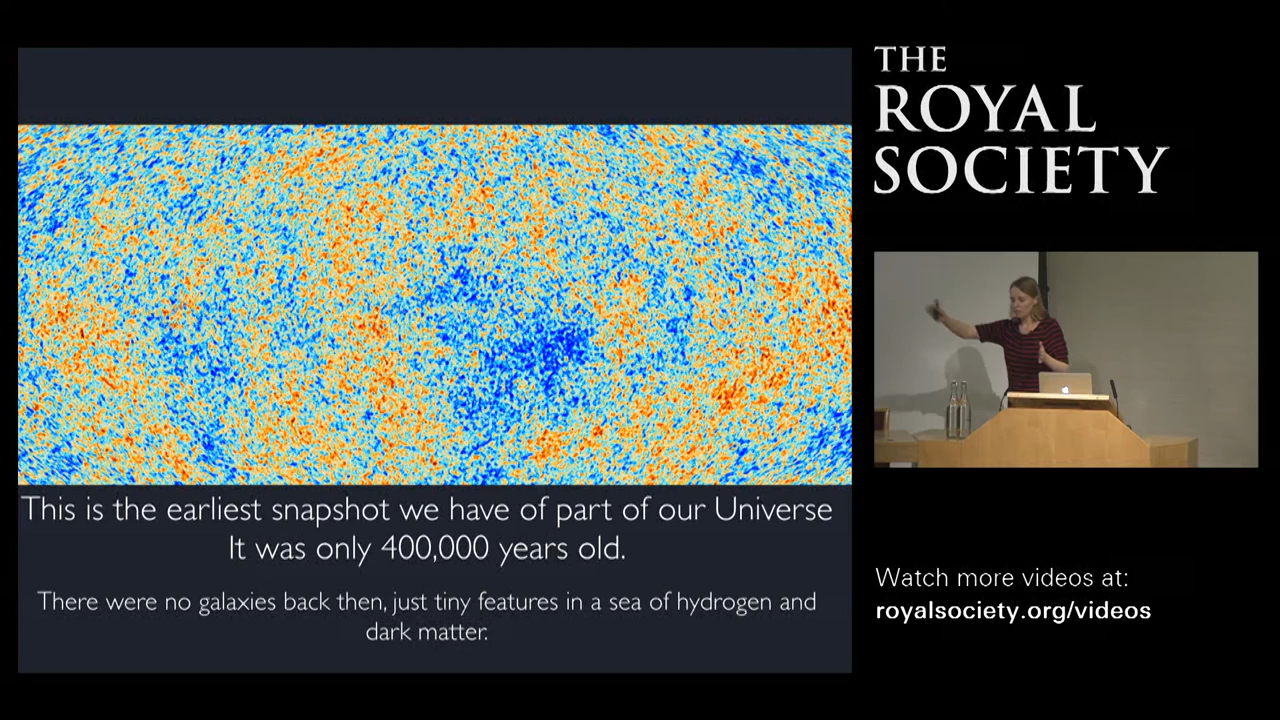 This is the earliest snapshot we have of part of our Universe
It was only 400,000 years old.
There were no galaxies back then, just tiny features in a sea of hydrogen and
dark matter.
THE
ROYAL
SOCIETY
Watch more videos at:
royalsociety.org/videos